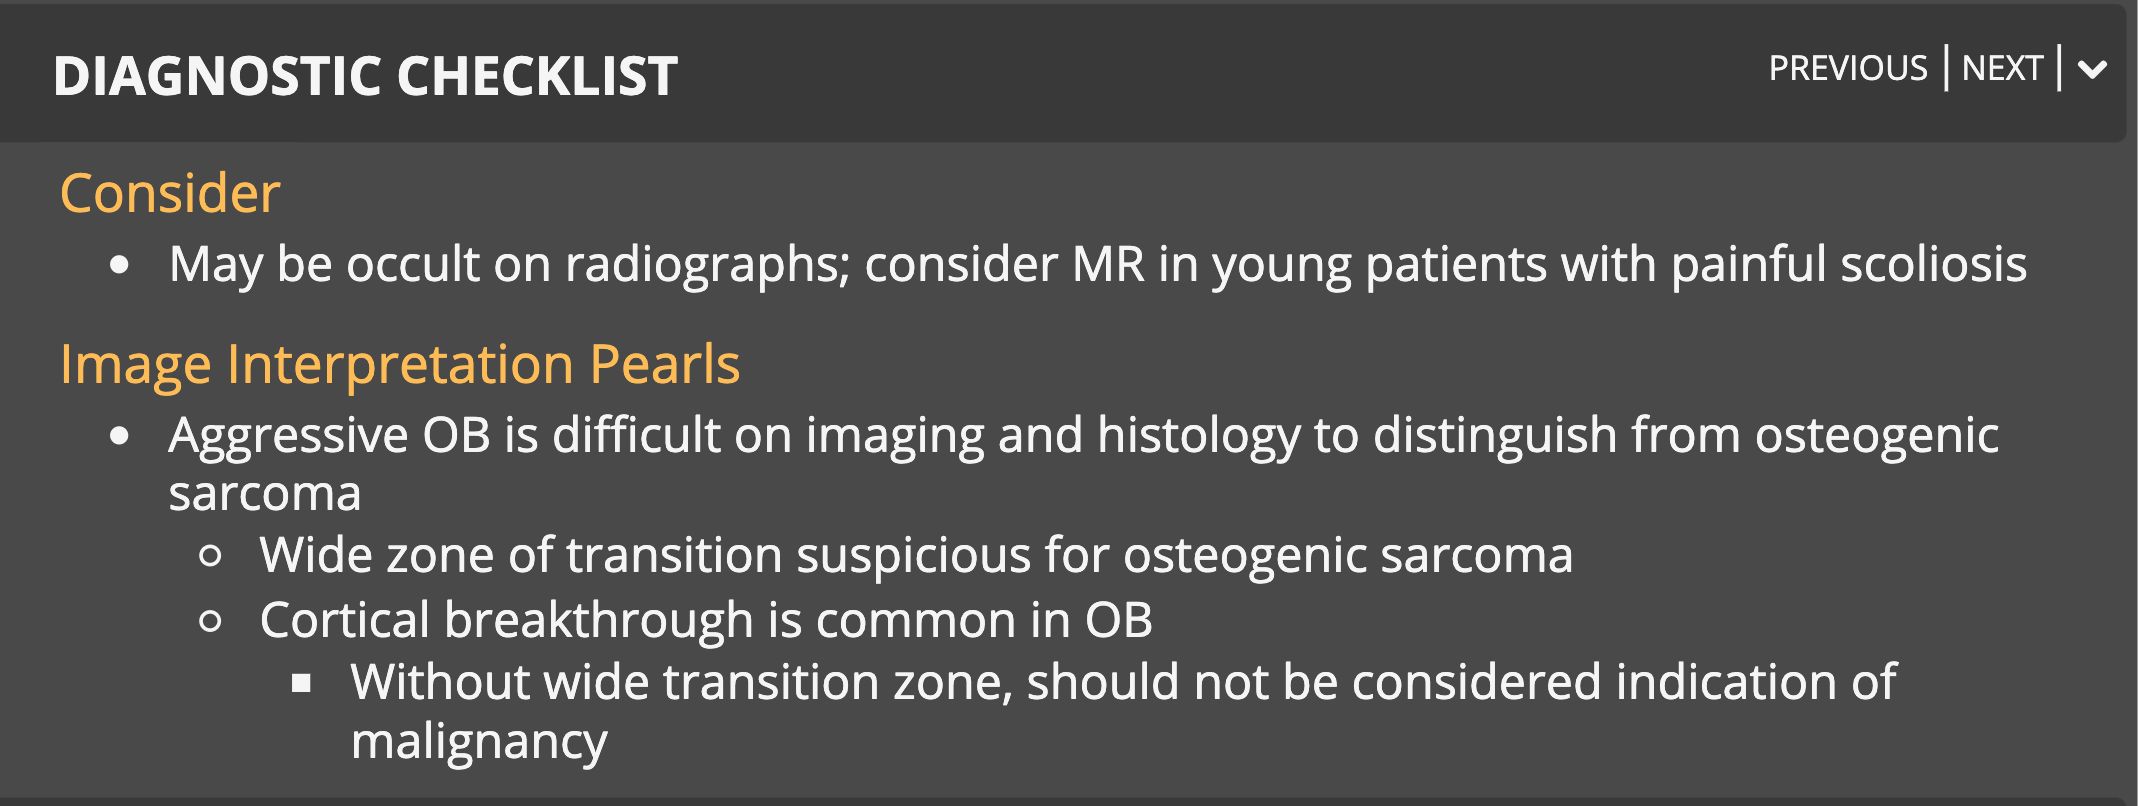 DIAGNOSTIC CHECKLIST
PREVIOUS | NEXT |
Consider
• May be occult on radiographs; consider MR in young patients with painful scoliosis
Image Interpretation Pearls
• Aggressive OB is difficult on imaging and histology to distinguish from osteogenic
sarcoma
○ Wide zone of transition suspicious for osteogenic sarcoma
○ Cortical breakthrough is common in OB
■ Without wide transition zone, should not be considered indication of
malignancy